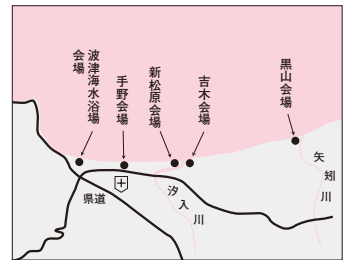 波津海水浴場
会場
手野会場
新松原会場
吉木会場
黒山会場
県道
汐入川
矢矧川